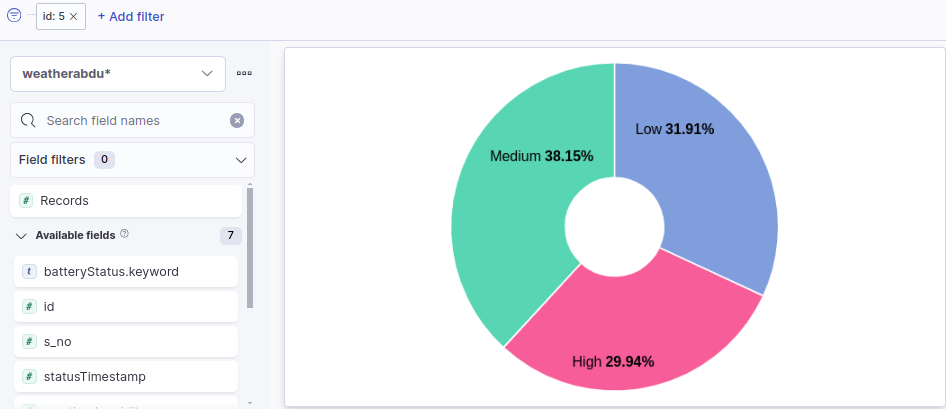 id: 5 ×
+ Add filter
weatherabdu*
Search field names
Field filters 0
# Records
Available fields ? 7
t batteryStatus.keyword
# id
# s_no
# statusTimestamp
Low 31.91%
Medium 38.15%
High 29.94%